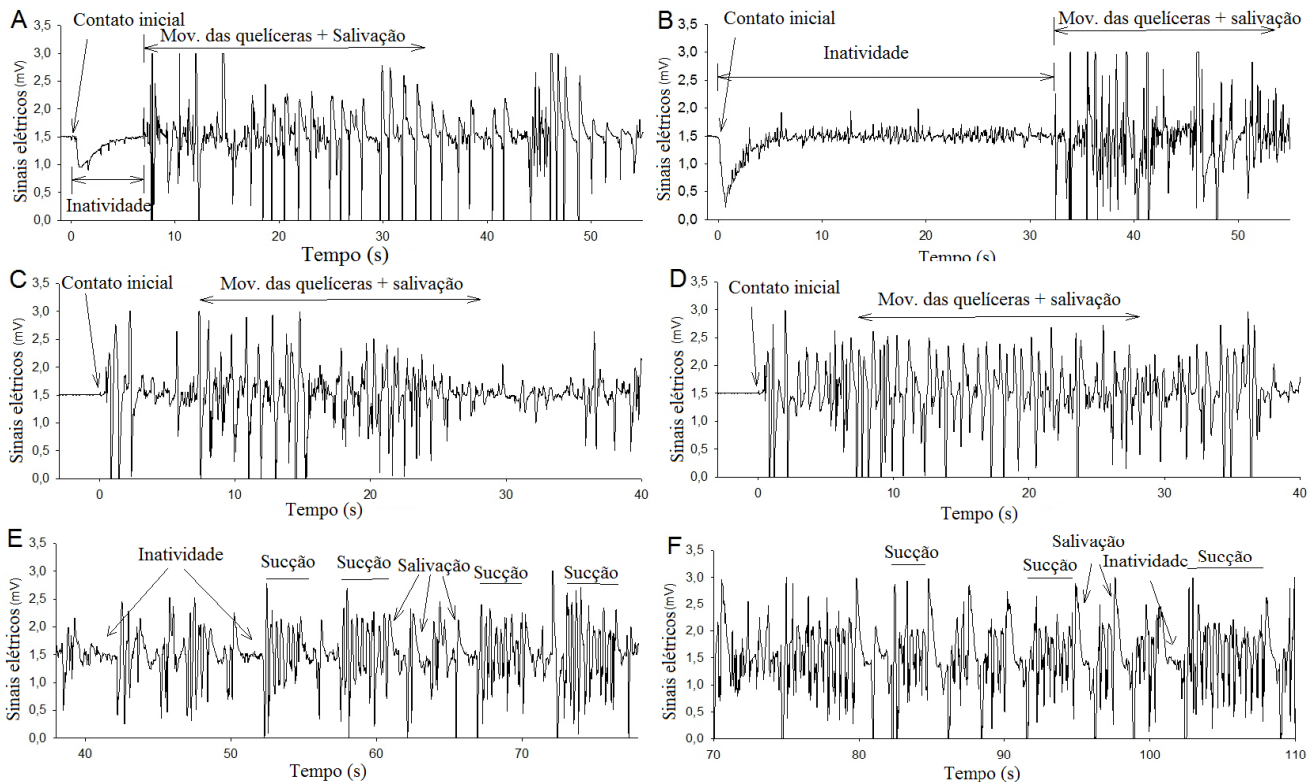 A
Contato inicial
Mov. das quelíceras + Salivação
Inatividade
Sinais elétricos (mV)
3,5
3,0
2,5
2,0
1,5
1,0
0,5
0,0
0 10 20 30 40 50
Tempo (s)
B
Contato inicial
Mov. das quelíceras + salivação
Inatividade
Sinais elétricos (mV)
3,5
3,0
2,5
2,0
1,5
1,0
0,5
0,0
0 10 20 30 40 50
Tempo (s)
C
Contato inicial
Mov. das quelíceras + salivação
Sinais elétricos (mV)
3,5
3,0
2,5
2,0
1,5
1,0
0,5
0,0
0 10 20 30 40
Tempo (s)
D
Contato inicial
Mov. das quelíceras + salivação
Sinais elétricos (mV)
3,5
3,0
2,5
2,0
1,5
1,0
0,5
0,0
0 10 20 30 40
Tempo (s)
E
Inatividade
Sucção
Sucção
Salivação
Sucção
Sucção
Sinais elétricos (mV)
3,5
3,0
2,5
2,0
1,5
1,0
0,5
0,0
40 50 60 70
Tempo (s)
F
Sucção
Salivação
Sucção
Inatividade
Sucção
Sinais elétricos (mV)
3,5
3,0
2,5
2,0
1,5
1,0
0,5
0,0
70 80 90 100 110
Tempo (s)